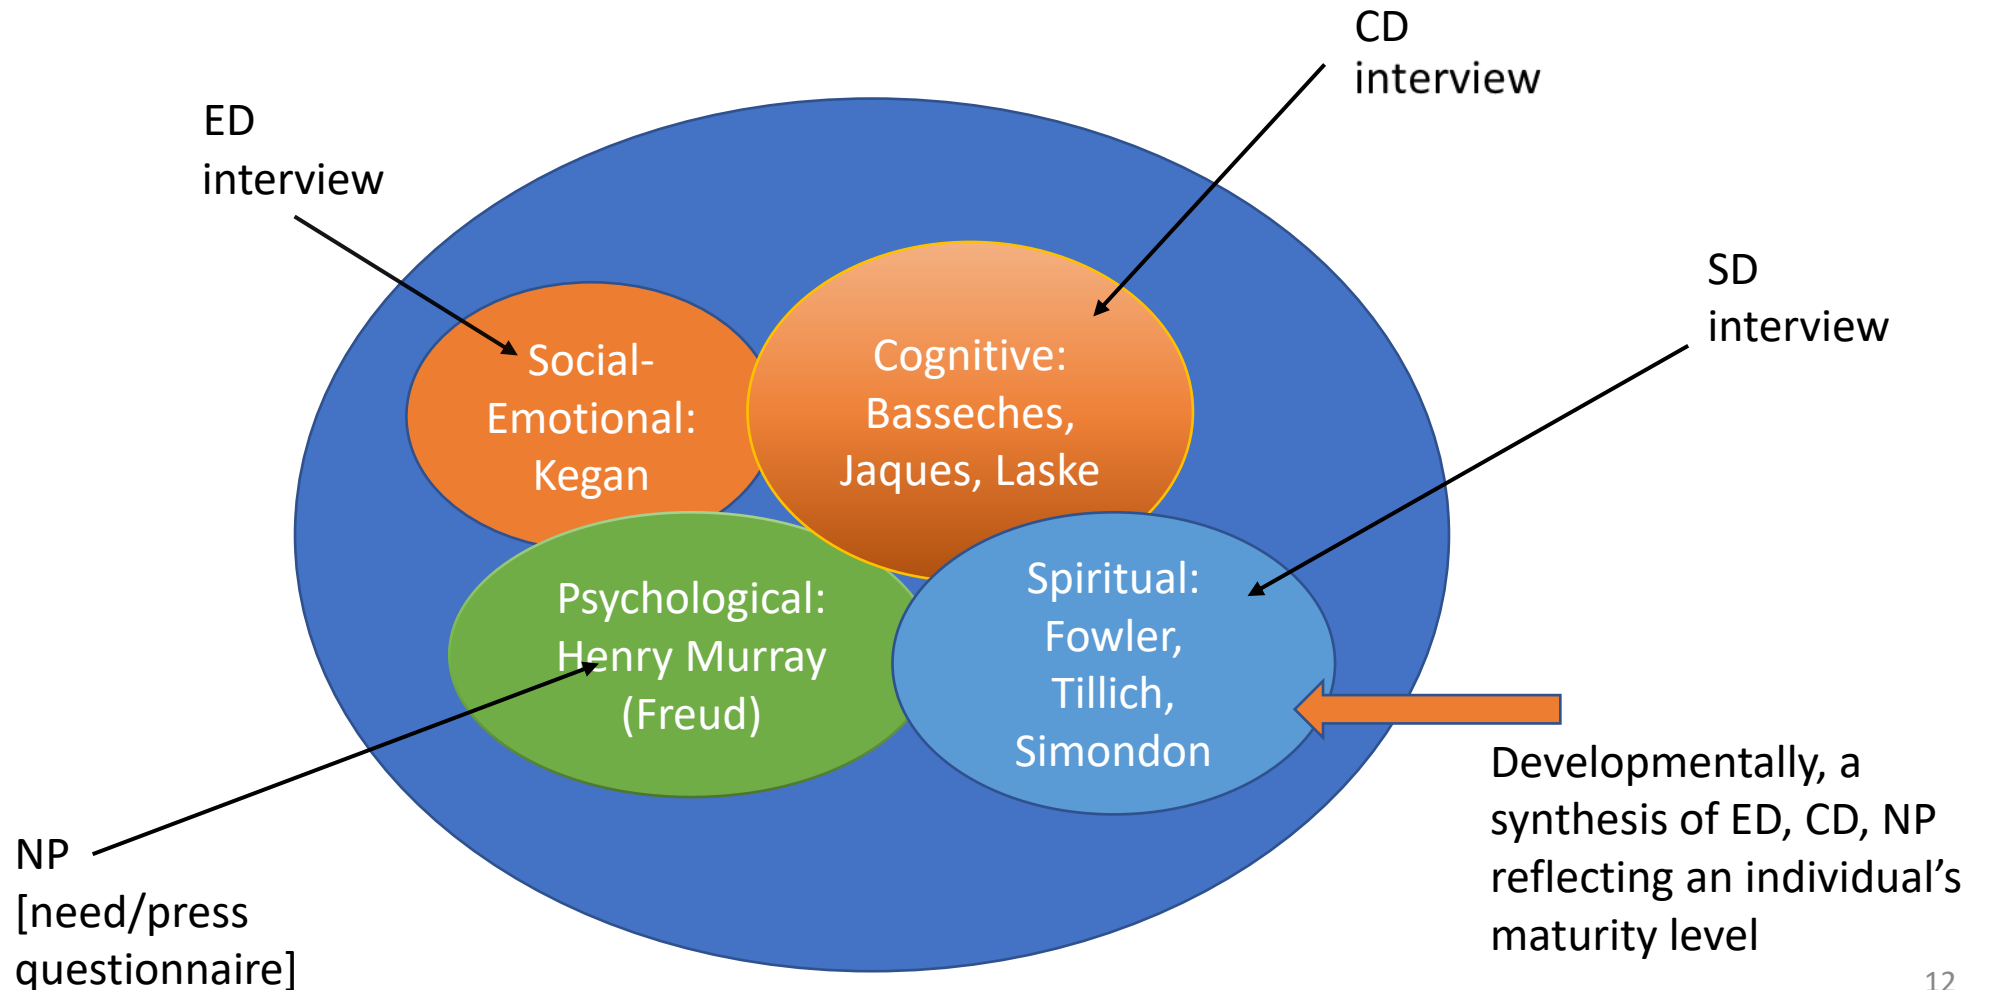 CD
interview
ED
interview
SD
interview
Social-
Emotional:
Kegan
Cognitive:
Basseches,
Jaques, Laske
Psychological:
Henry Murray
(Freud)
Spiritual:
Fowler,
Tillich,
Simondon
NP
[need/press
questionnaire]
Developmentally, a
synthesis of ED, CD, NP
reflecting an individual’s
maturity level
12